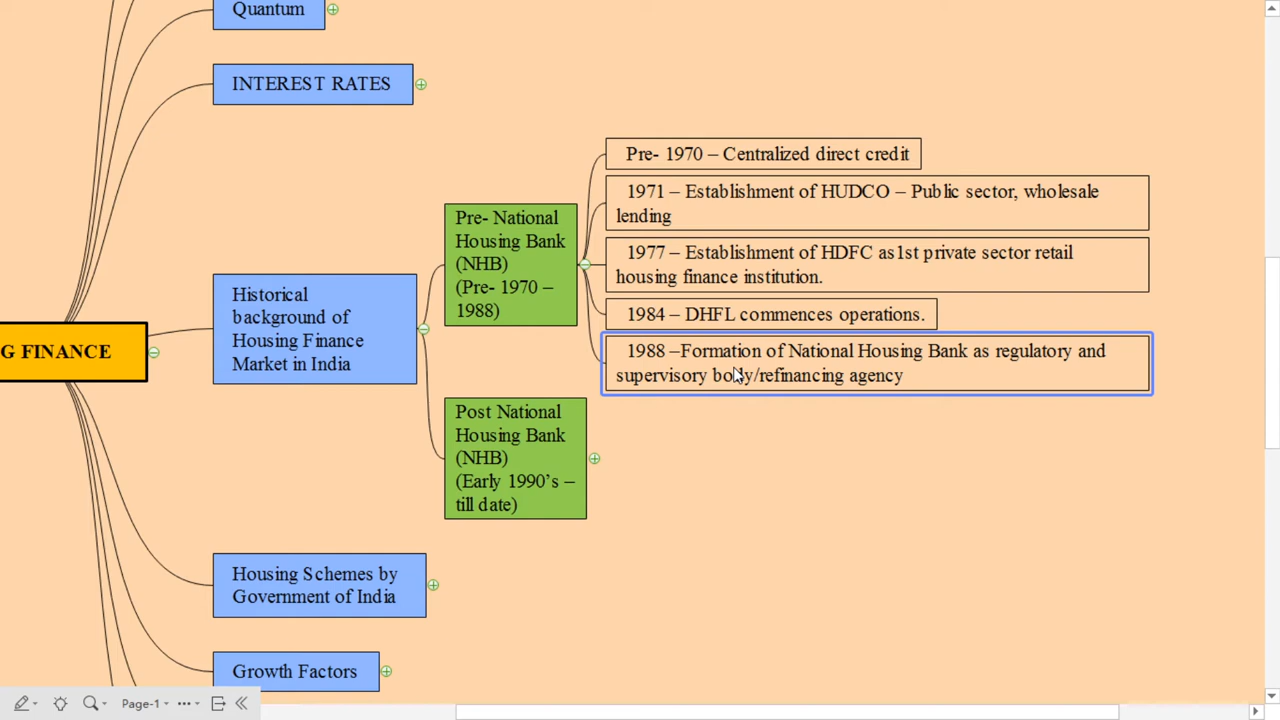 Quantum
INTEREST RATES
Pre- 1970 – Centralized direct credit
1971 – Establishment of HUDCO – Public sector, wholesale
lending
Pre- National
Housing Bank
(NHB)
(Pre- 1970 –
1988)
1977 – Establishment of HDFC as1st private sector retail
housing finance institution.
1984 – DHFL commences operations.
1988 –Formation of National Housing Bank as regulatory and
supervisory body/refinancing agency
Historical
background of
Housing Finance
Market in India
G FINANCE
Post National
Housing Bank
(NHB)
(Early 1990’s –
till date)
Housing Schemes by
Government of India
Growth Factors
Page-1